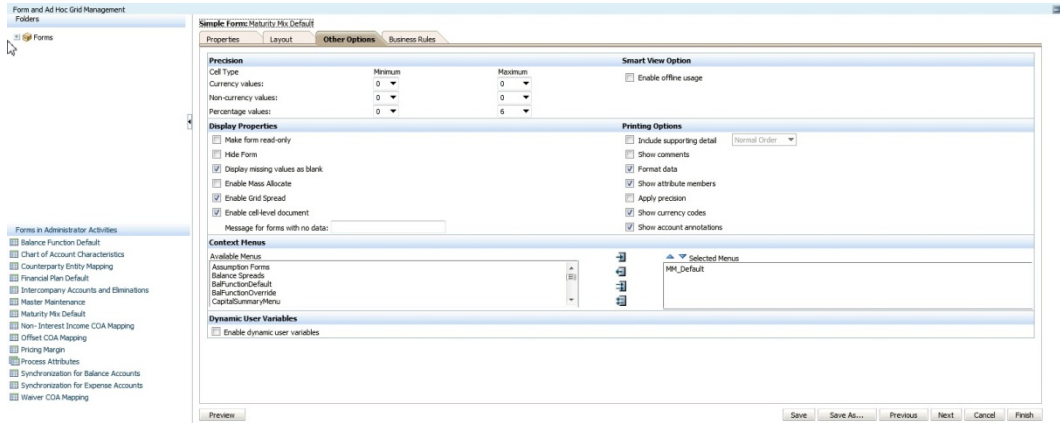 Form and Ad Hoc Grid Management
Folders
Forms
Forms in Administrator Activities
Balance Function Default
Chart of Account Characteristics
Counterparty Entity Mapping
Financial Plan Default
Intercompany Accounts and Eliminations
Master Maintenance
Maturity Mix Default
Non- Interest Income COA Mapping
Offset COA Mapping
Pricing Margin
Process Attributes
Synchronization for Balance Accounts
Synchronization for Expense Accounts
Waiver COA Mapping
Simple Form: Maturity Mix Default
Properties Layout Other Options Business Rules
Precision
Cell Type Minimum Maximum
Currency values: 0 0
Non-currency values: 0 0
Percentage values: 0 6
Smart View Option
Enable offline usage
Display Properties
Make form read-only
Hide Form
Display missing values as blank
Enable Mass Allocate
Enable Grid Spread
Enable cell-level document
Message for forms with no data:
Printing Options
Include supporting detail Normal Order
Show comments
Format data
Show attribute members
Apply precision
Show currency codes
Show account annotations
Context Menus
Available Menus
Assumption Forms
Balance Spreads
BalFunctionDefault
BalFunctionOverride
CapitalSummaryMenu
Selected Menus
MM_Default
Dynamic User Variables
Enable dynamic user variables
Preview Save Save As... Previous Next Cancel Finish